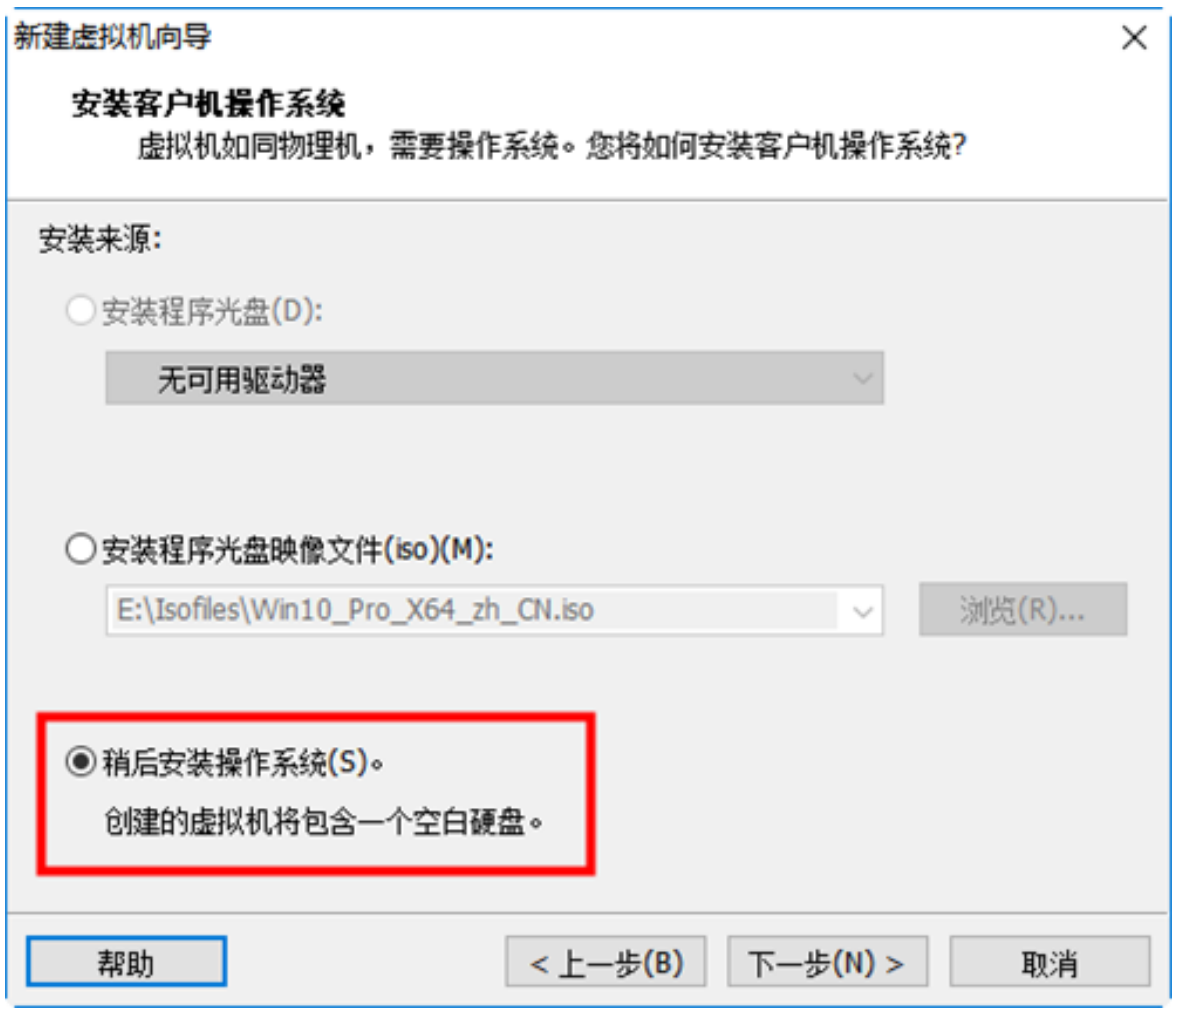 新建虚拟机向导
安装客户机操作系统
虚拟机如同物理机，需要操作系统。您将如何安装客户机操作系统?
安装来源:
安装程序光盘(D):
无可用驱动器
安装程序光盘映像文件(iso)(M):
E:\Isofiles\Win10_Pro_X64_zh_CN.iso
浏览(R)...
稍后安装操作系统(S)。
创建的虚拟机将包含一个空白硬盘。
帮助
< 上一步(B)
下一步(N) >
取消